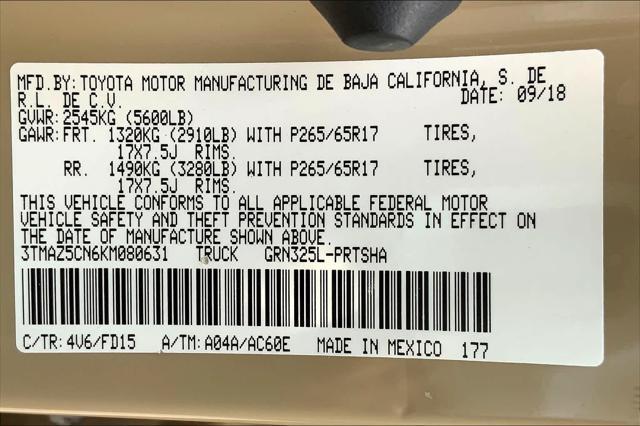 MFD.BY:TOYOTA MOTOR MANUFACTURING DE BAJA CALIFORNIA, S. DE
R.L. DE C.V. DATE: 09/18
GVWR:2545KG (5600LB)
GAWR:FRT. 1320KG (2910LB) WITH P265/65R17 TIRES,
17X7.5J RIMS.
RR. 1490KG (3280LB) WITH P265/65R17 TIRES,
17X7.5J RIMS.
THIS VEHICLE CONFORMS TO ALL APPLICABLE FEDERAL MOTOR
VEHICLE SAFETY AND THEFT PREVENTION STANDARDS IN EFFECT ON
THE DATE OF MANUFACTURE SHOWN ABOVE.
3TMAZ5CN6KM080631 TRUCK GRN325L-PRTSHA
C/TR:4V6/FD15 A/TM:A04A/AC60E MADE IN MEXICO 177